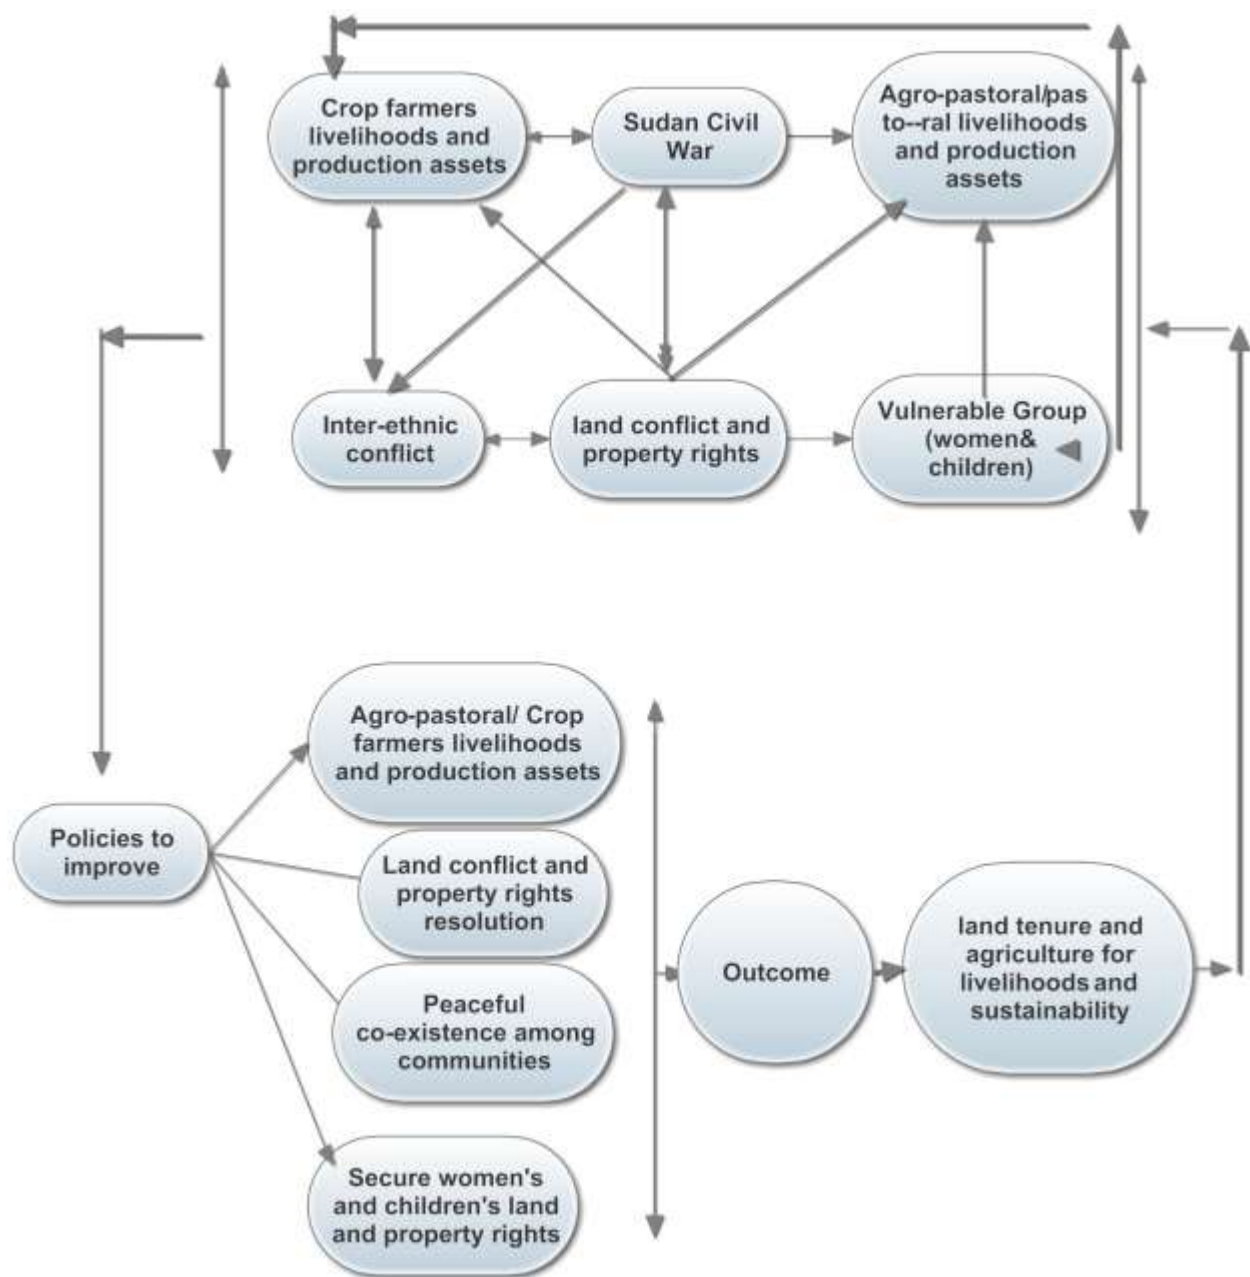 Crop farmers
livelihoods and
production assets
Sudan Civil
War
Agro-pastoral/pas
to--ral livelihoods
and production
assets
Inter-ethnic
conflict
land conflict and
property rights
Vulnerable Group
(women&
children)
Agro-pastoral/ Crop
farmers livelihoods
and production assets
Policies to
improve
Land conflict and
property rights
resolution
Peaceful
co-existence among
communities
Secure women's
and children's land
and property rights
Outcome
land tenure and
agriculture for
livelihoods and
sustainability